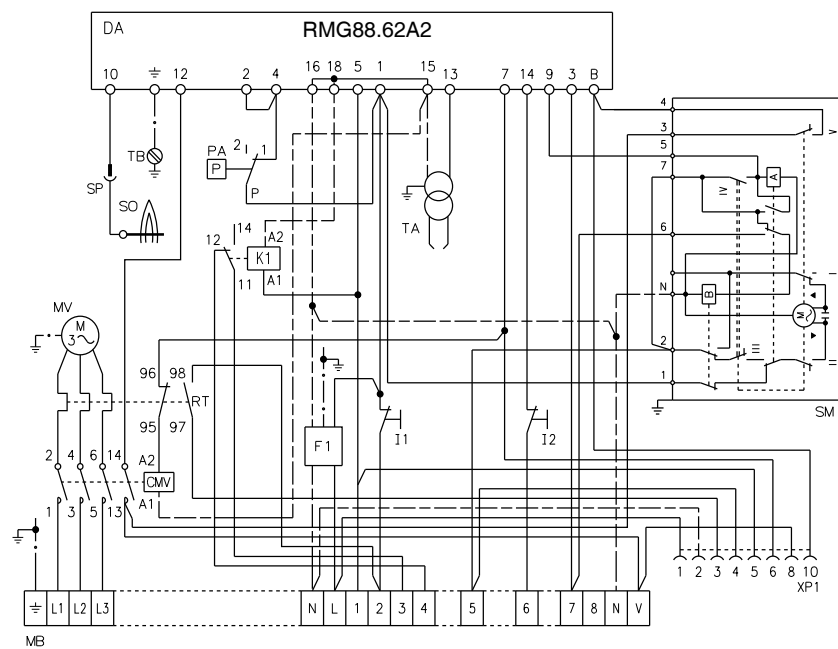 DA RMG88.62A2
10 ⏚ 12 2 4 16 18 5 1 15 13 7 14 9 3 B
4
3
5
7
6
N
2
1
V
A
IV
I
B
M
III
II
SM
TB
SP
SO
PA P 2 1
P
TA
14
12 A2
K1
11 A1
MV
M
3
96 98
RT
95 97
F1
I1
I2
2 4 6 14 A2
CMV
1 3 5 13 A1
1 2 3 4 5 6 8 10
XP1
L1 L2 L3 N L 1 2 3 4 5 6 7 8 N V
MB